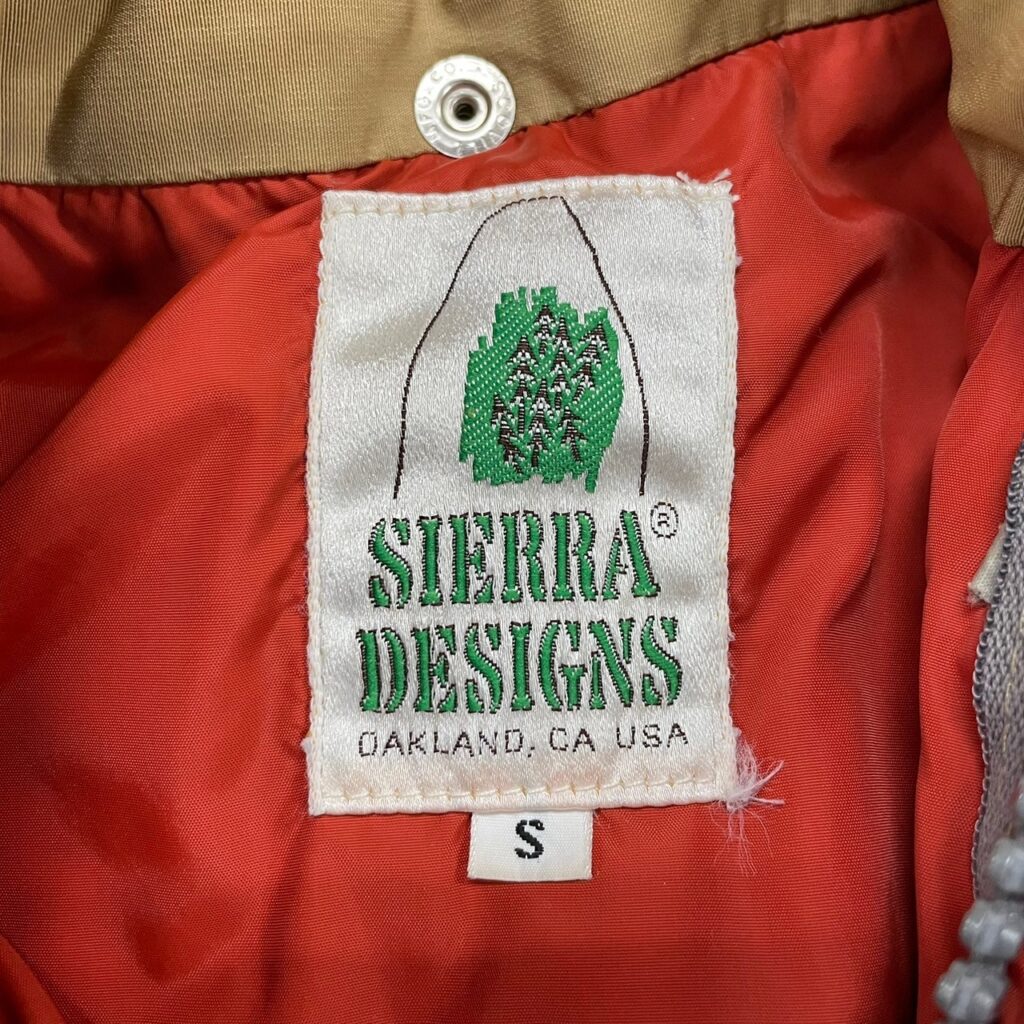 SIERRA®
DESIGNS
OAKLAND, CA USA
S